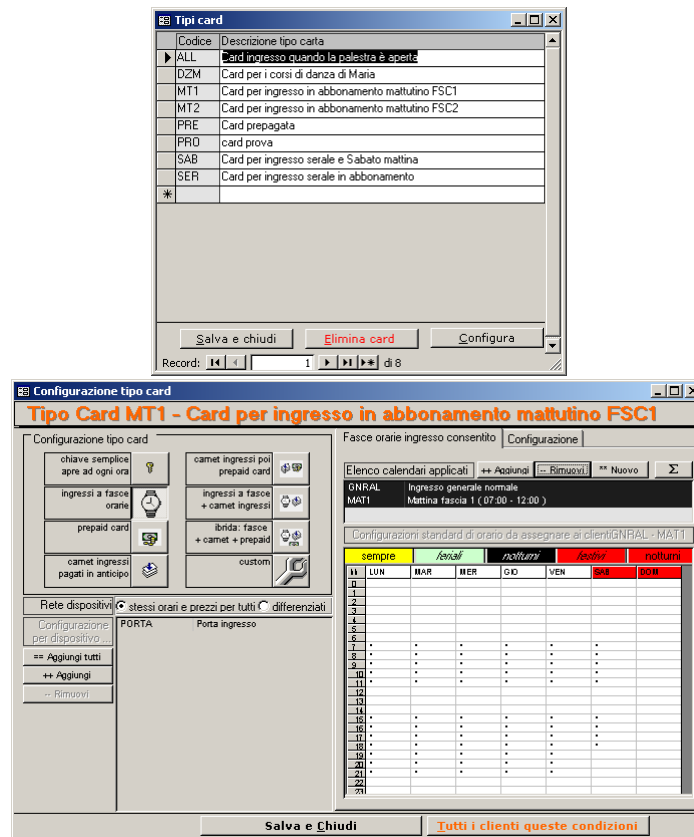 Tipi card
Codice Descrizione tipo carta
ALL Card ingresso quando la palestra è aperta
DZM Card per i corsi di danza di Maria
MT1 Card per ingresso in abbonamento mattutino FSC1
MT2 Card per ingresso in abbonamento mattutino FSC2
PRE Card prepagata
PRO card prova
SAB Card per ingresso serale e Sabato mattina
SER Card per ingresso serale in abbonamento
Salva e chiudi Elimina card Configura
Record: 1 di 8
Configurazione tipo card
Tipo Card MT1 - Card per ingresso in abbonamento mattutino FSC1
Configurazione tipo card
chiave semplice
apre ad ogni ora
carnet ingressi poi
prepaid card
ingressi a fasce
orarie
ingressi a fasce
+ carnet ingressi
prepaid card
ibrida: fasce
+ carnet + prepaid
carnet ingressi
pagati in anticipo
custom
Rete dispositivi stessi orari e prezzi per tutti differenziati
Configurazione
per dispositivo ...
== Aggiungi tutti
++ Aggiungi
-- Rimuovi
PORTA Porta ingresso
Fasce orarie ingresso consentito Configurazione
Elenco calendari applicati ++ Aggiungi -- Rimuovi ** Nuovo Σ
GNRAL Ingresso generale normale
MAT1 Mattina fascia 1 ( 07:00 - 12:00 )
Configurazioni standard di orario da assegnare ai clientiGNRAL - MAT1
sempre feriali notturni festivi notturni
hh LUN MAR MER GIO VEN SAB DOM
0
1
2
3
4
5
6
7
8
9
10
11
12
13
14
15
16
17
18
19
20
21
22
23
Salva e Chiudi Tutti i clienti queste condizioni